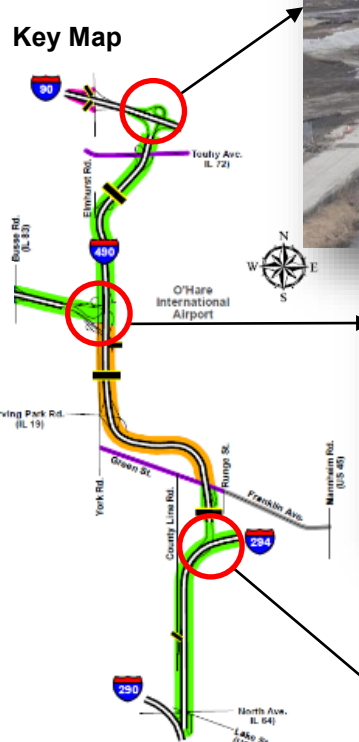 Key Map
90
Touhy Ave.
IL 72)
Elmhurst Rd.
Busse Rd.
(IL 83)
490
N
W
E
S
O'Hare
International
Airport
rving Park Rd.
(IL 19)
York Rd.
Green St.
County Line Rd.
Runge St.
Franklin Ave.
Mannheim Rd.
(US 45)
294
290
North Ave.
IL 64)
Lake St.